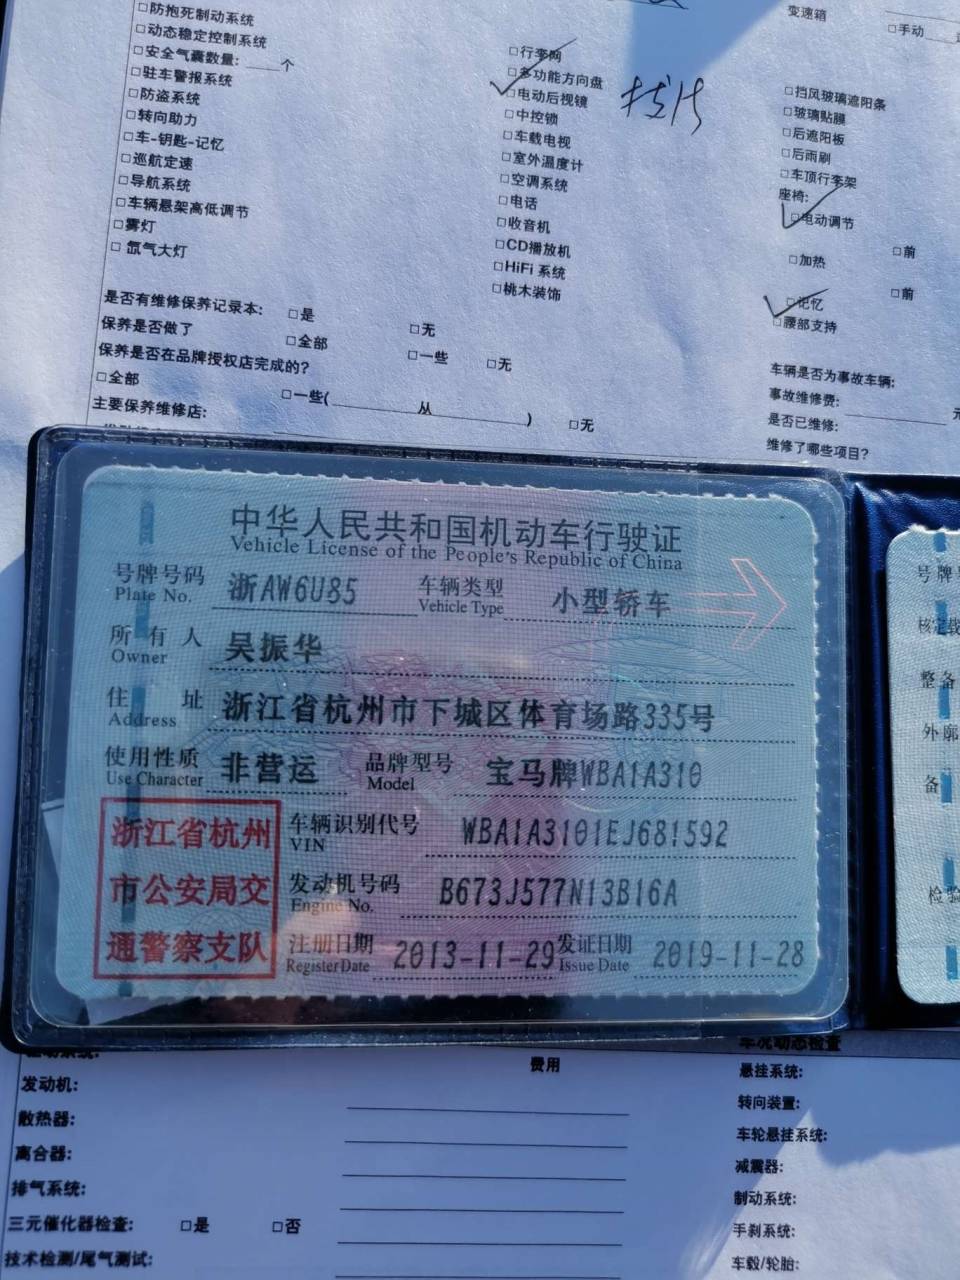 □防抱死制动系统
□动态稳定控制系统
□安全气囊数量: ____个
□驻车警报系统
□防盗系统
□转向助力
□车-钥匙-记忆
□巡航定速
□导航系统
□车辆悬架高低调节
□雾灯
□氙气大灯
□行李网
□多功能方向盘
□电动后视镜
□中控锁
□车载电视
□室外温度计
□空调系统
□电话
□收音机
□CD播放机
□HiFi 系统
□桃木装饰
拨片
变速箱
□手动
□挡风玻璃遮阳条
□玻璃贴膜
□后遮阳板
□后雨刷
□车顶行李架
座椅:
□电动调节 □前
□加热 □前
□记忆
□腰部支持
是否有维修保养记录本: □是 □无
保养是否做了 □全部 □一些 □无
保养是否在品牌授权店完成的?
□全部 □一些( 从 ) □无
主要保养维修店:
车辆是否为事故车辆:
事故维修费: 元
是否已维修:
维修了哪些项目?
中华人民共和国机动车行驶证
Vehicle License of the People's Republic of China
号牌号码 浙AW6U85 车辆类型 小型轿车
Plate No. Vehicle Type
所有人 吴振华
Owner
住址 浙江省杭州市下城区体育场路335号
Address
使用性质 非营运 品牌型号 宝马牌WBA1A310
Use Character Model
浙江省杭州
市公安局交
通警察支队
车辆识别代号 WBA1A3101EJ681592
VIN
发动机号码 B673J577N13B16A
Engine No.
注册日期 2013-11-29 发证日期 2019-11-28
Register Date Issue Date
号牌
核定载
整备
外廓
备
检验
费用
发动机:
散热器:
离合器:
排气系统:
三元催化器检查: □是 □否
技术检测/尾气测试:
车况动态检查
悬挂系统:
转向装置:
车轮悬挂系统:
减震器:
制动系统:
手刹系统:
车毂/轮胎: